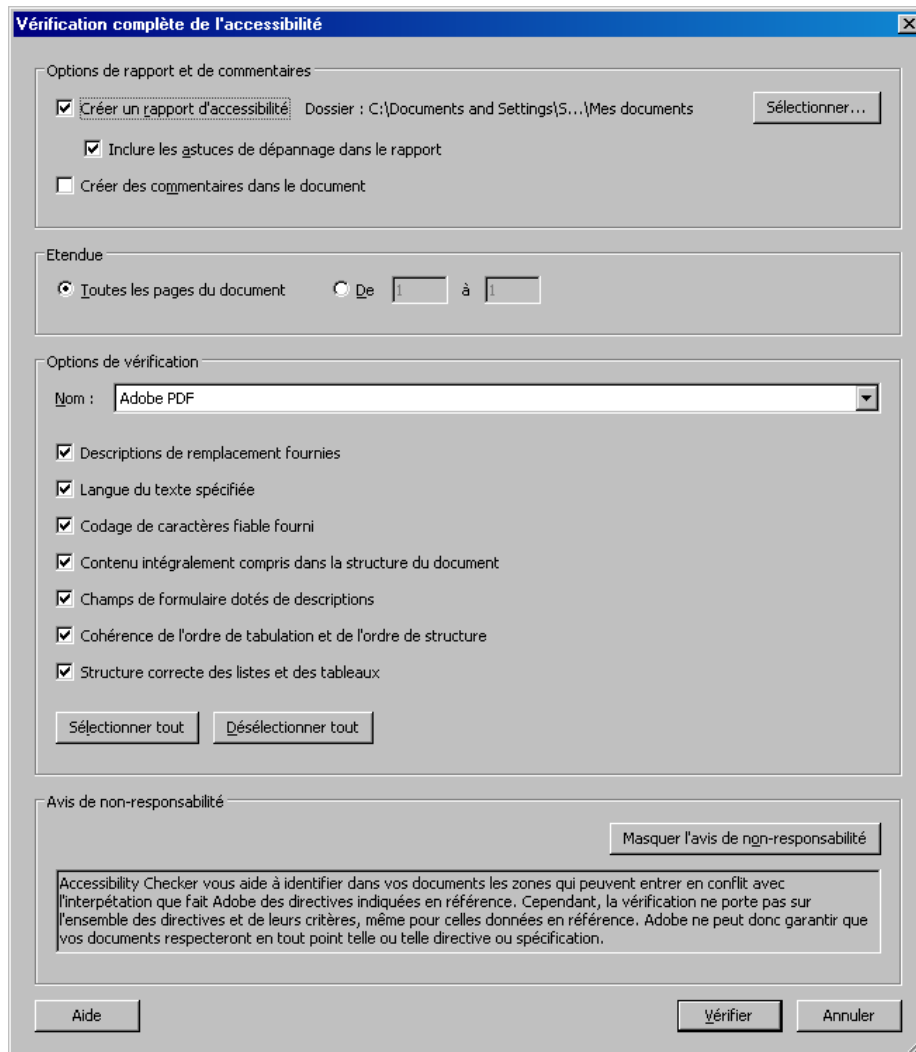 Vérification complète de l'accessibilité
Options de rapport et de commentaires
Créer un rapport d'accessibilité Dossier : C:\Documents and Settings\S...\Mes documents Sélectionner...
Inclure les astuces de dépannage dans le rapport
Créer des commentaires dans le document
Etendue
Toutes les pages du document De 1 à 1
Options de vérification
Nom : Adobe PDF
Descriptions de remplacement fournies
Langue du texte spécifiée
Codage de caractères fiable fourni
Contenu intégralement compris dans la structure du document
Champs de formulaire dotés de descriptions
Cohérence de l'ordre de tabulation et de l'ordre de structure
Structure correcte des listes et des tableaux
Sélectionner tout Désélectionner tout
Avis de non-responsabilité
Masquer l'avis de non-responsabilité
Accessibility Checker vous aide à identifier dans vos documents les zones qui peuvent entrer en conflit avec
l'interpétation que fait Adobe des directives indiquées en référence. Cependant, la vérification ne porte pas sur
l'ensemble des directives et de leurs critères, même pour celles données en référence. Adobe ne peut donc garantir que
vos documents respecteront en tout point telle ou telle directive ou spécification.
Aide Vérifier Annuler